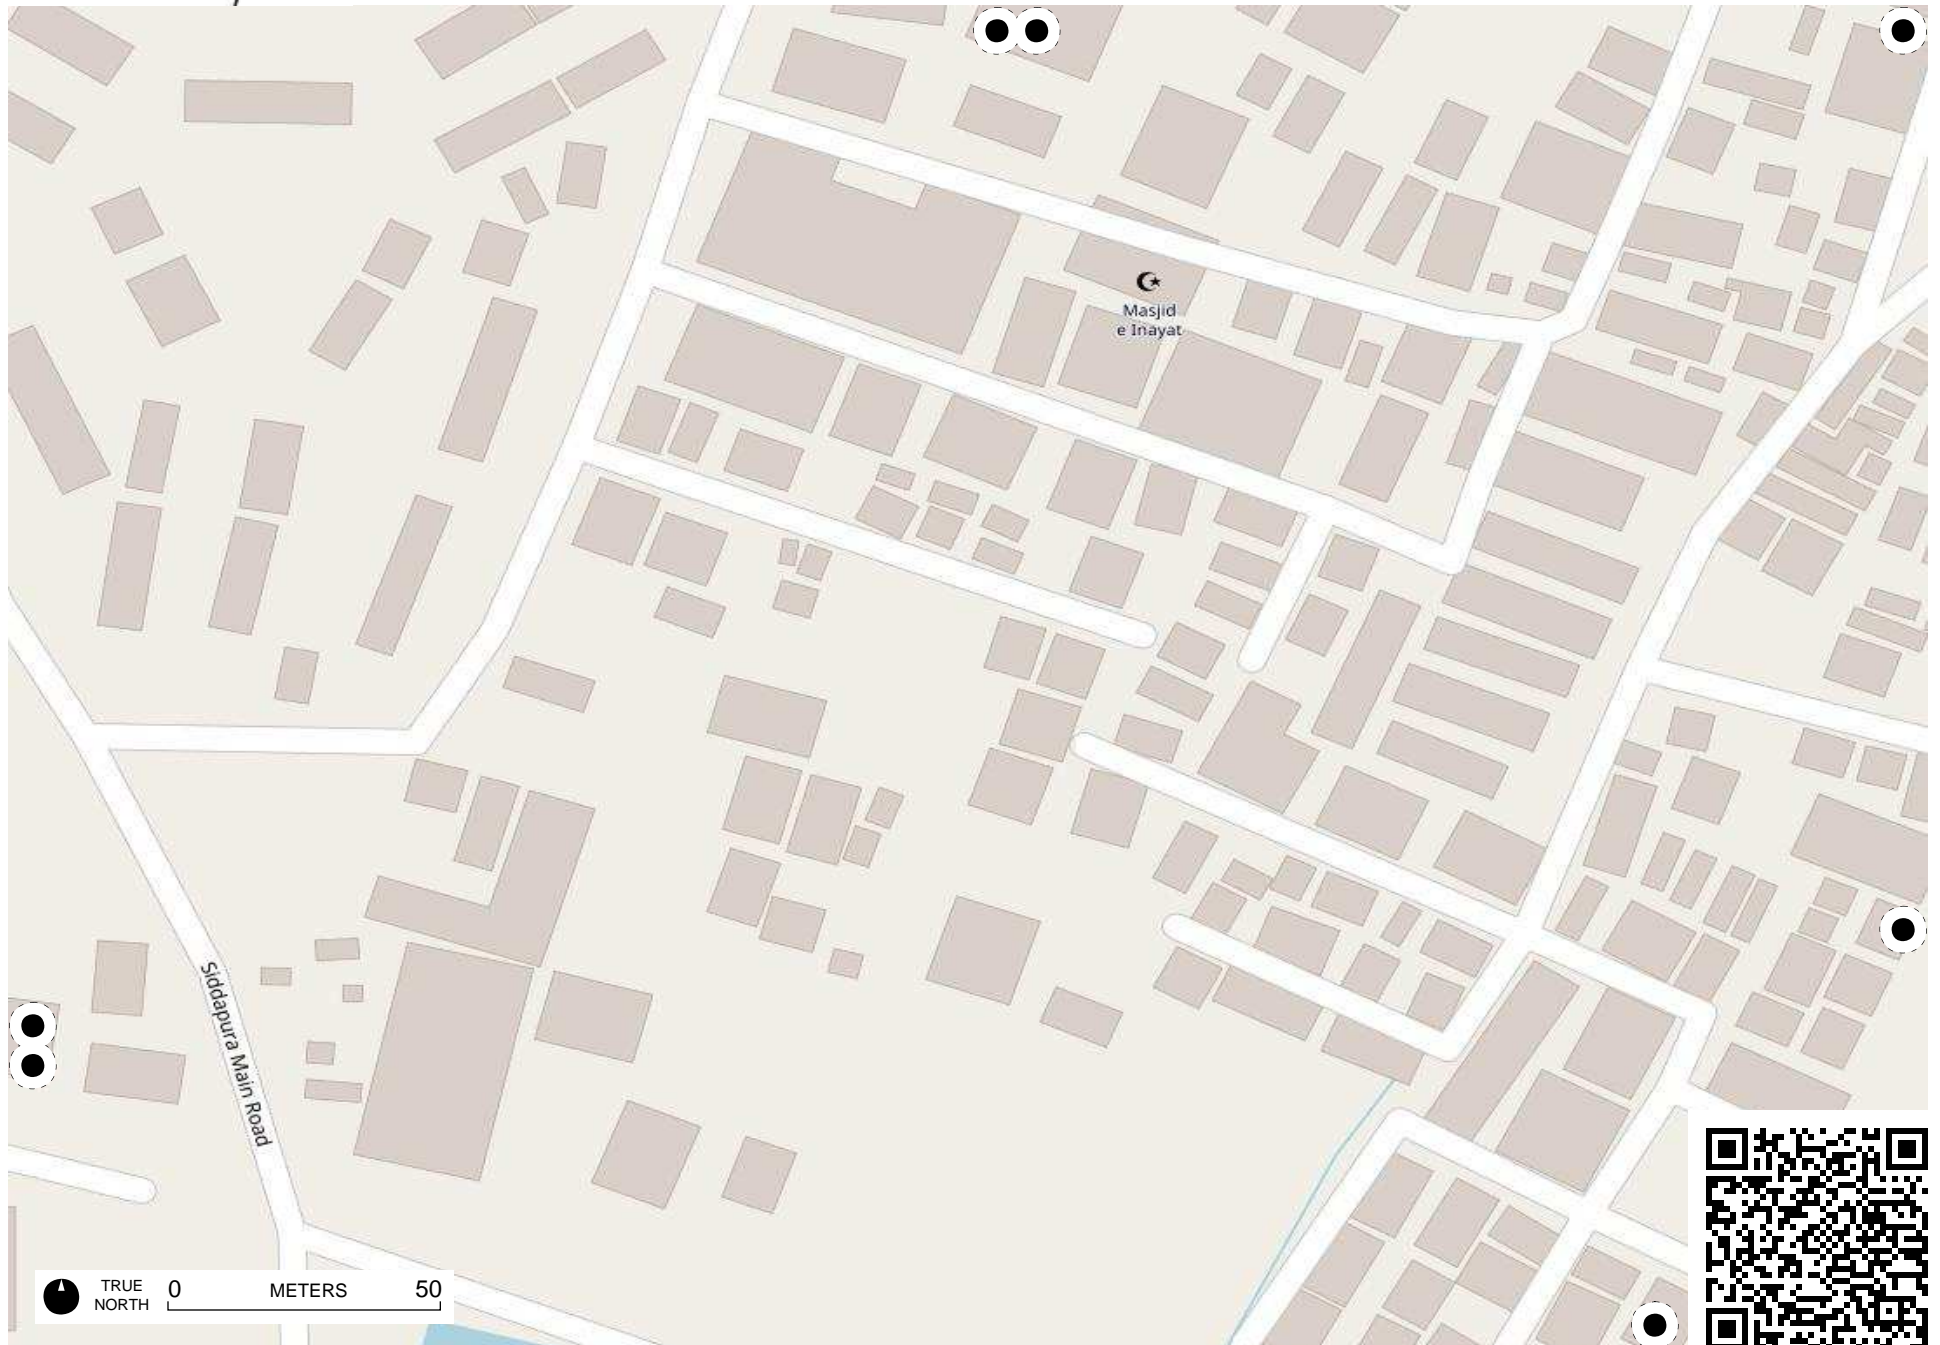 Masjid
e Inayat
Siddapura Main Road
TRUE
NORTH
0 METERS 50